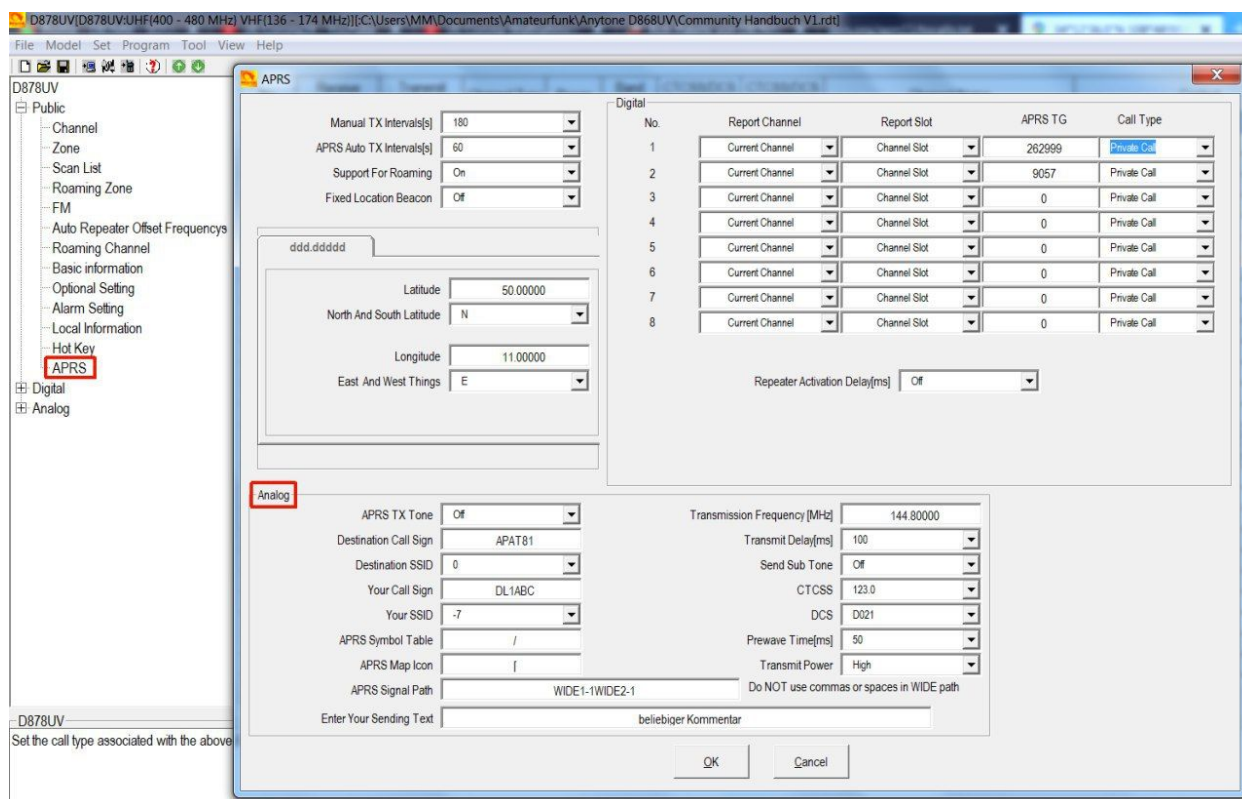 D878UV[D878UV:UHF(400 - 480 MHz) VHF(136 - 174 MHz)][:C:\Users\MM\Documents\Amateurfunk\Anytone D868UV\Community Handbuch V1.rdt]
File Model Set Program Tool View Help
D878UV
Public
Channel
Zone
Scan List
Roaming Zone
FM
Auto Repeater Offset Frequencys
Roaming Channel
Basic information
Optional Setting
Alarm Setting
Local Information
Hot Key
APRS
Digital
Analog
D878UV
Set the call type associated with the above
APRS
X
Manual TX Intervals[s] 180
APRS Auto TX Intervals[s] 60
Support For Roaming On
Fixed Location Beacon Off
ddd.ddddd
Latitude 50.00000
North And South Latitude N
Longitude 11.00000
East And West Things E
Digital
No. Report Channel Report Slot APRS TG Call Type
1 Current Channel Channel Slot 262999 Private Call
2 Current Channel Channel Slot 9057 Private Call
3 Current Channel Channel Slot 0 Private Call
4 Current Channel Channel Slot 0 Private Call
5 Current Channel Channel Slot 0 Private Call
6 Current Channel Channel Slot 0 Private Call
7 Current Channel Channel Slot 0 Private Call
8 Current Channel Channel Slot 0 Private Call
Repeater Activation Delay[ms] Off
Analog
APRS TX Tone Off
Destination Call Sign APAT81
Destination SSID 0
Your Call Sign DL1ABC
Your SSID -7
APRS Symbol Table /
APRS Map Icon [
APRS Signal Path WIDE1-1WIDE2-1
Enter Your Sending Text beliebiger Kommentar
Transmission Frequency [MHz] 144.80000
Transmit Delay[ms] 100
Send Sub Tone Off
CTCSS 123.0
DCS D021
Prewave Time[ms] 50
Transmit Power High
Do NOT use commas or spaces in WIDE path
OK Cancel